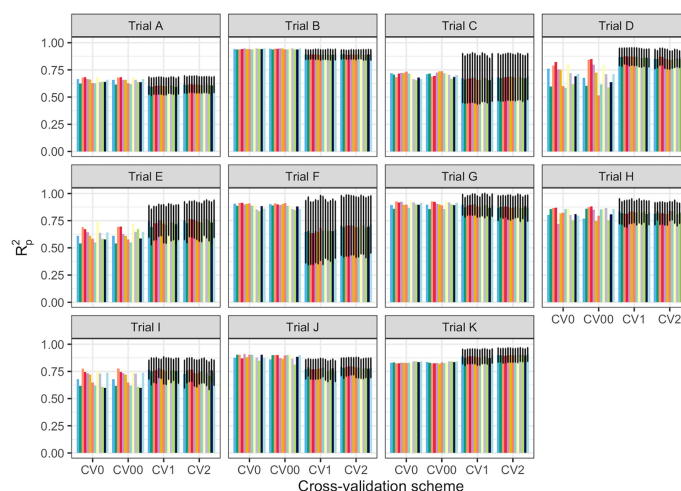 Trial A
Trial B
Trial C
Trial D
1.00
0.75
0.50
0.25
0.00
Trial E
Trial F
Trial G
Trial H
1.00
0.75
0.50
0.25
0.00
R²p
CV0 CV00 CV1 CV2
Trial I
Trial J
Trial K
1.00
0.75
0.50
0.25
0.00
CV0 CV00 CV1 CV2
CV0 CV00 CV1 CV2
CV0 CV00 CV1 CV2
Cross-validation scheme